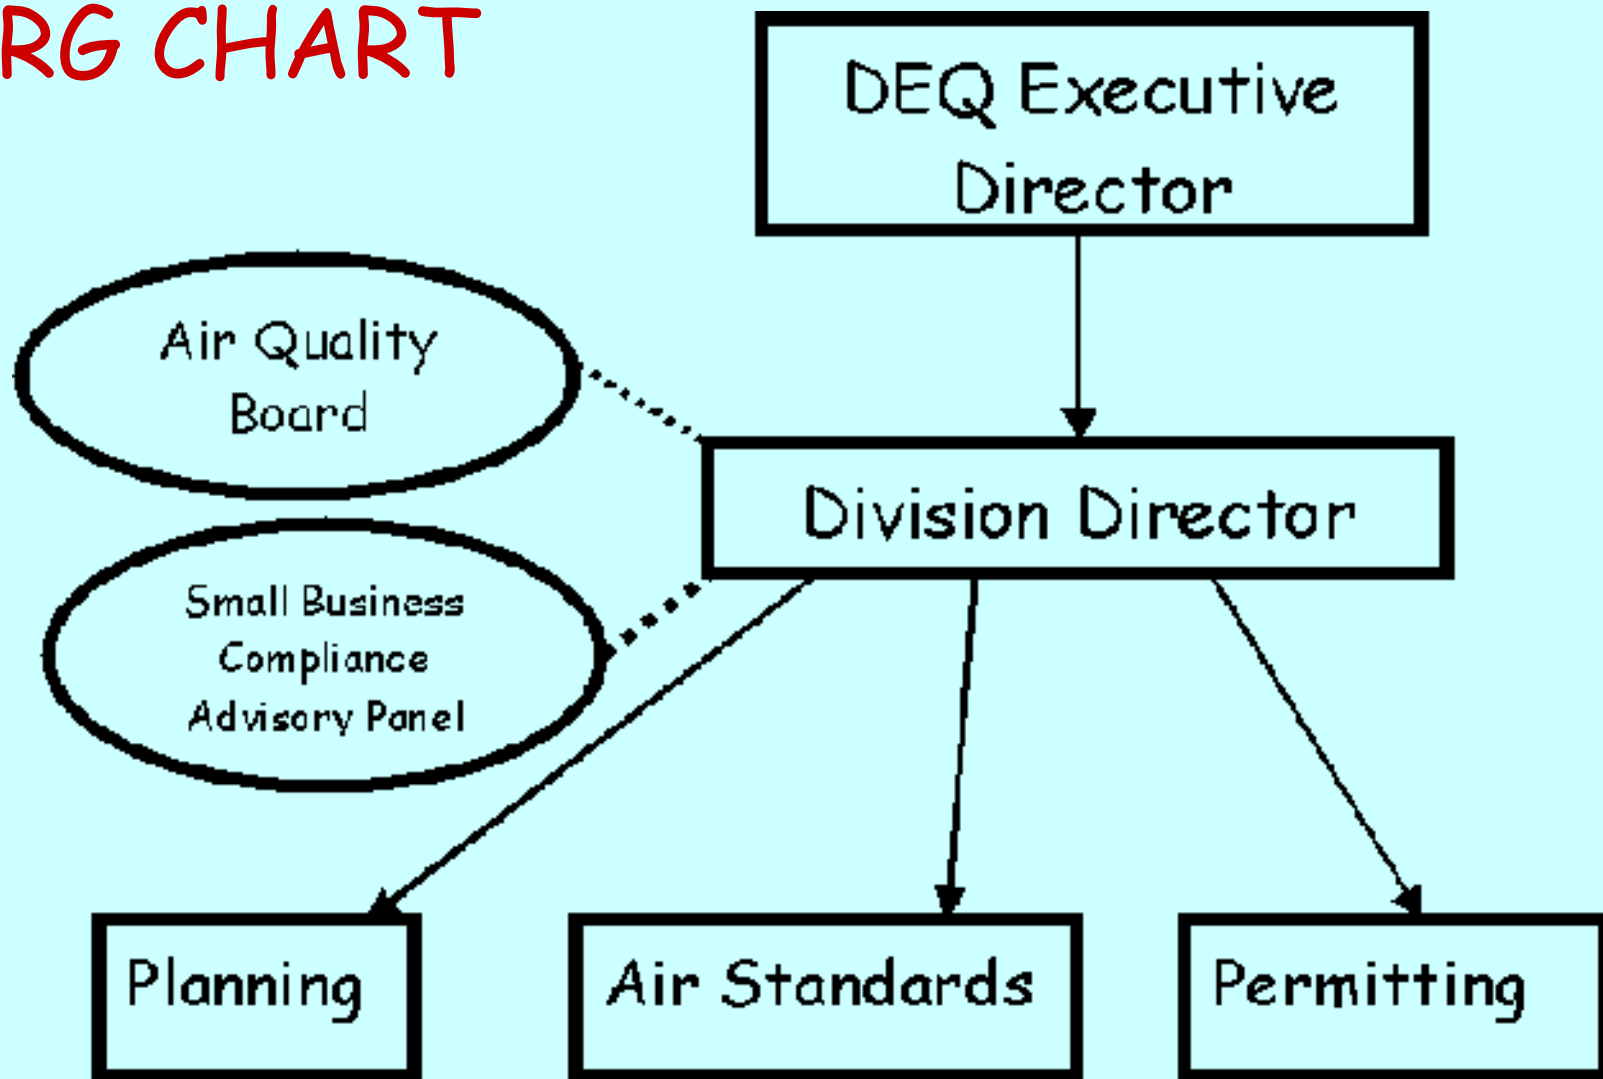 RG CHART
DEQ Executive
Director
Air Quality
Board
Division Director
Small Business
Compliance
Advisory Panel
Planning
Air Standards
Permitting